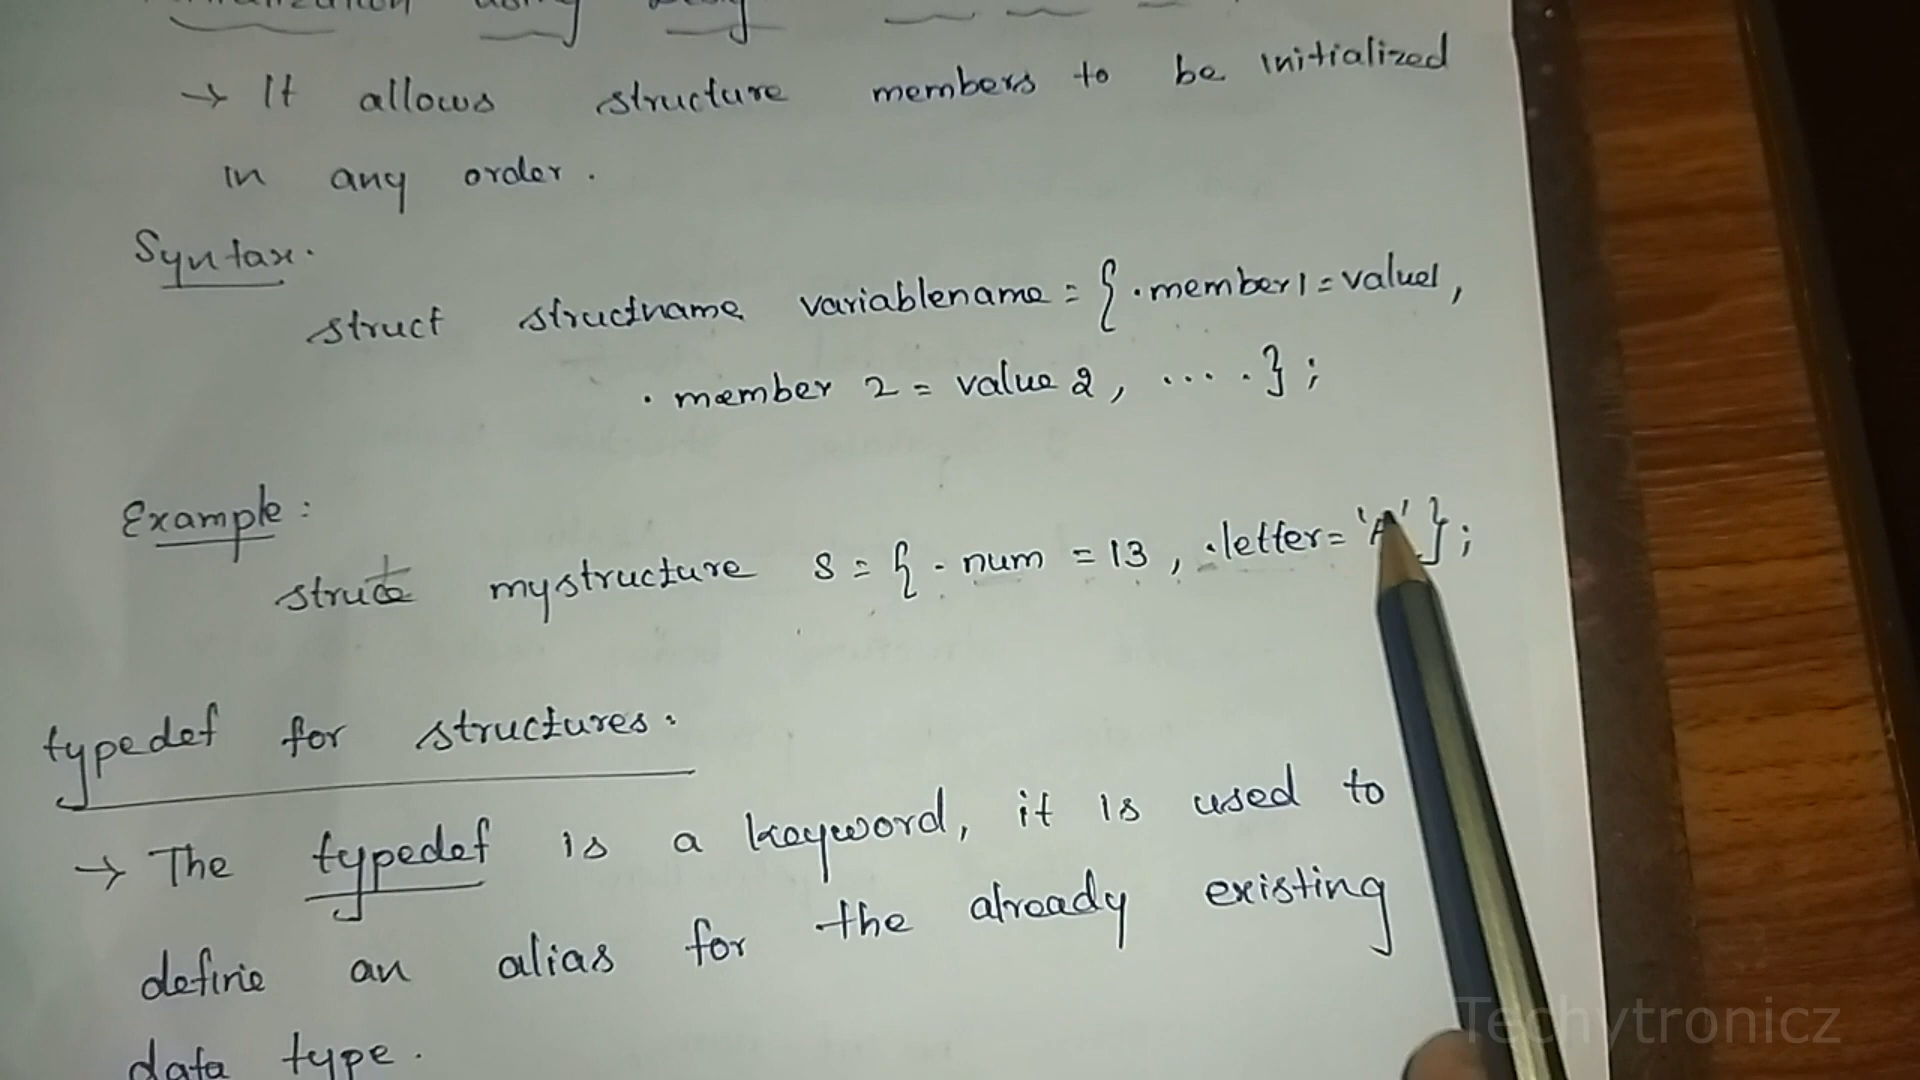 using
→ It allows structure members to be initialized
in any order.
Syntax.
struct structname variablename = { .member1 = value1,
. member 2 = value 2, .... };
Example:
struct mystructure s = { . num = 13, .letter = 'A' };
typedef for structures:
→ The typedef is a keyword, it is used to
define an alias for the already existing
data type.
Techytronicz